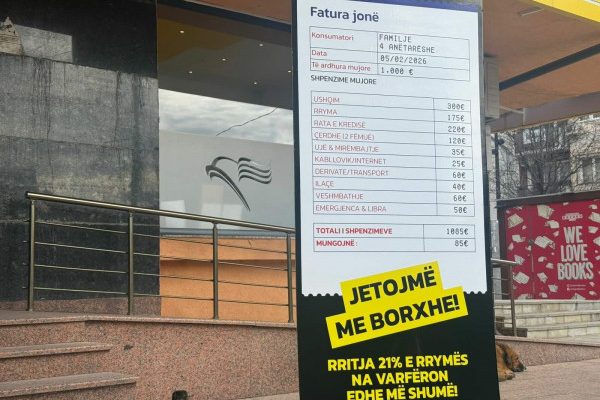 Fatura jonë
Konsumatori FAMILJE
4 ANËTARËSHE
Data 05/02/2026
Të ardhura mujore 1.000 €
SHPENZIME MUJORE
USHQIM 300€
RRYMA 175€
RATA E KREDISË 220€
ÇERDHE (2 FËMIJË) 120€
UJË & MIRËMBAJTJE 35€
KABLLOVIK/INTERNET 25€
DERIVATE/TRANSPORT 60€
ILAÇE 40€
VESHMBATHJE 60€
EMERGJENCA & LIBRA 50€
TOTALI I SHPENZIMEVE 1085€
MUNGOJNË: 85€
JETOJMË
ME BORXHE!
RRITJA 21% E RRYMËS
NA VARFËRON
EDHE MË SHUMË!
WE
LOVE
BOOKS